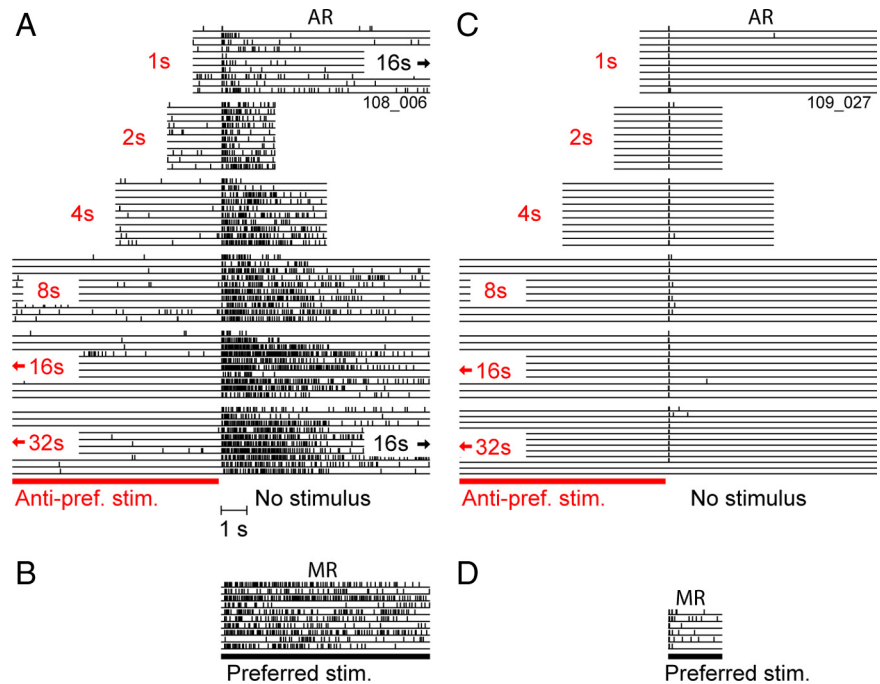 A
AR
1s
16s
108_006
2s
4s
8s
16s
32s
16s
Anti-pref. stim.
No stimulus
1 s
B
MR
Preferred stim.
C
AR
1s
109_027
2s
4s
8s
16s
32s
Anti-pref. stim.
No stimulus
D
MR
Preferred stim.